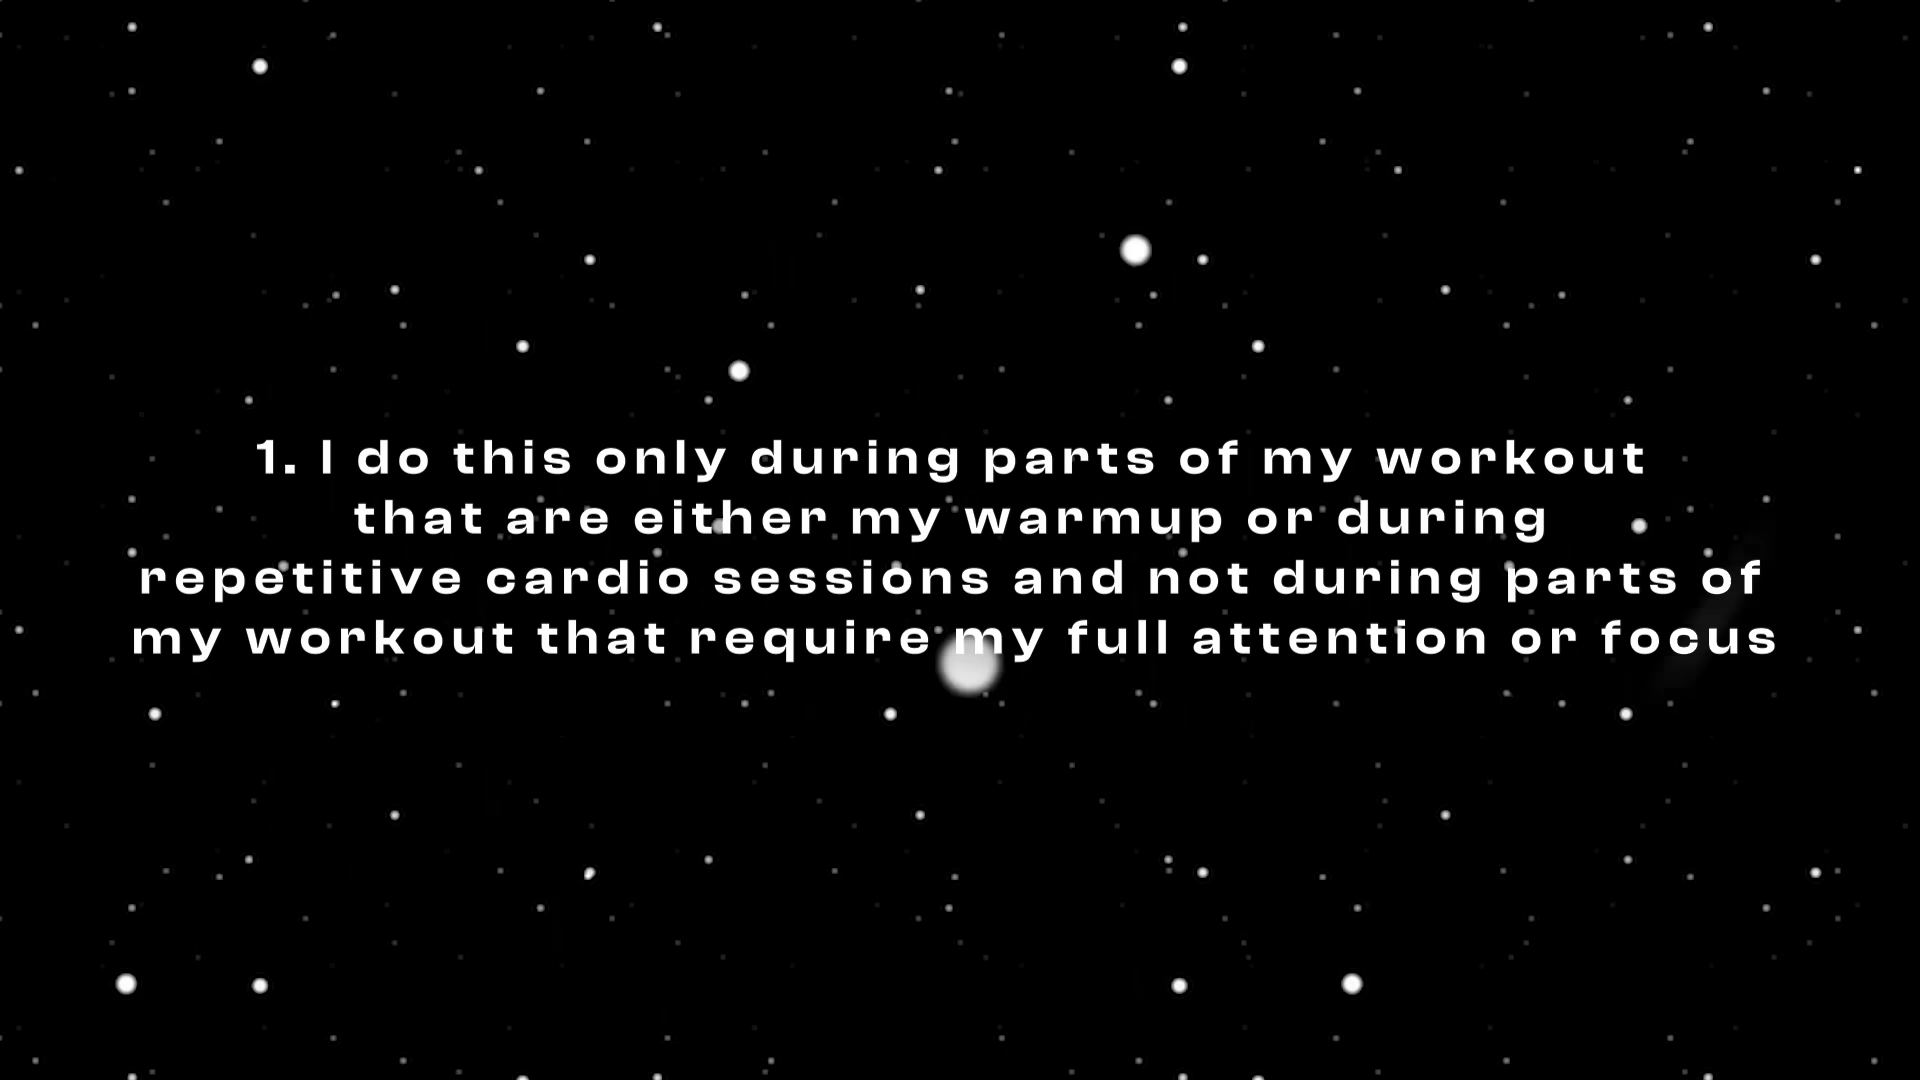 1. I do this only during parts of my workout
that are either my warmup or during
repetitive cardio sessions and not during parts of
my workout that require my full attention or focus